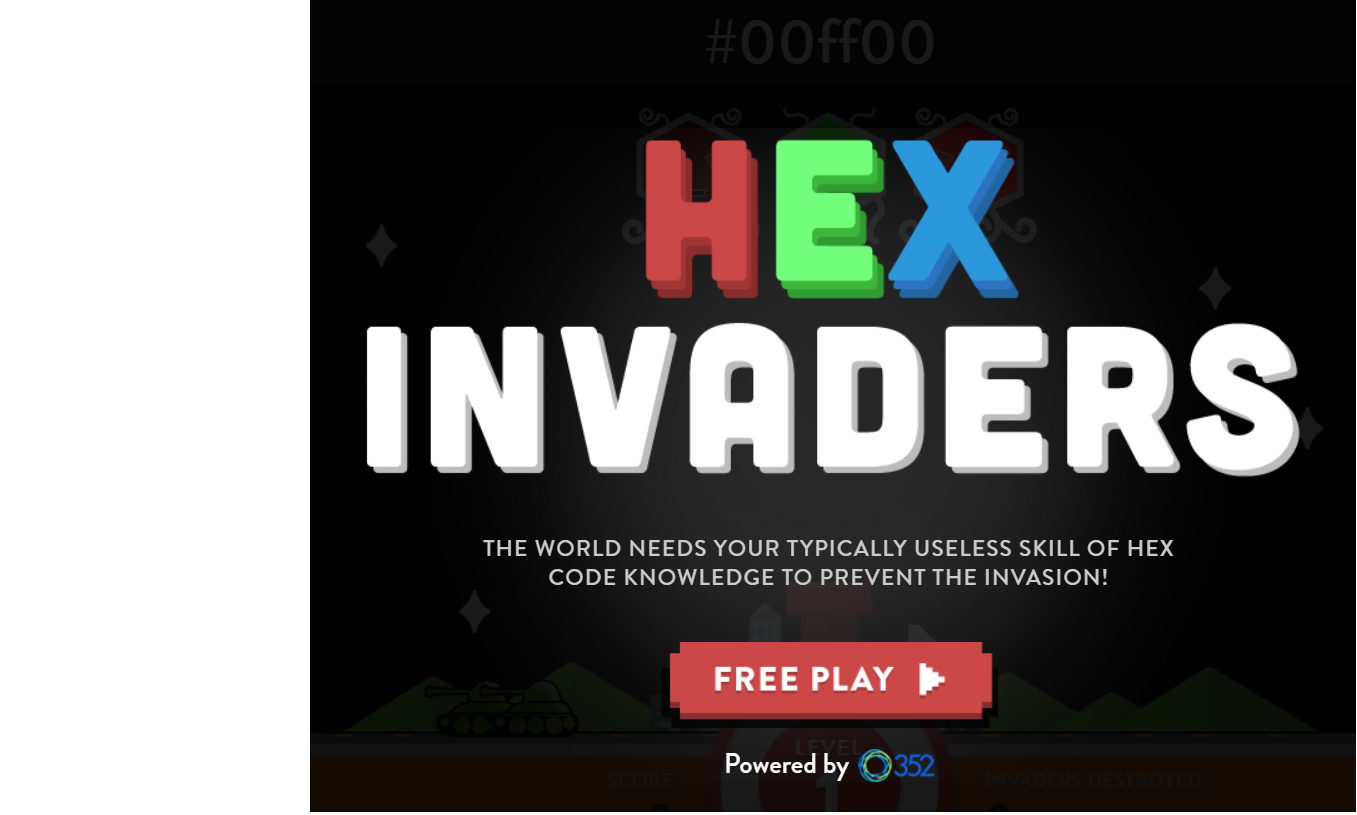 #00ff00
HEX
INVADERS
THE WORLD NEEDS YOUR TYPICALLY USELESS SKILL OF HEX
CODE KNOWLEDGE TO PREVENT THE INVASION!
FREE PLAY
LEVEL
Powered by 352
SCORE
1
INVADERS DESTROYED